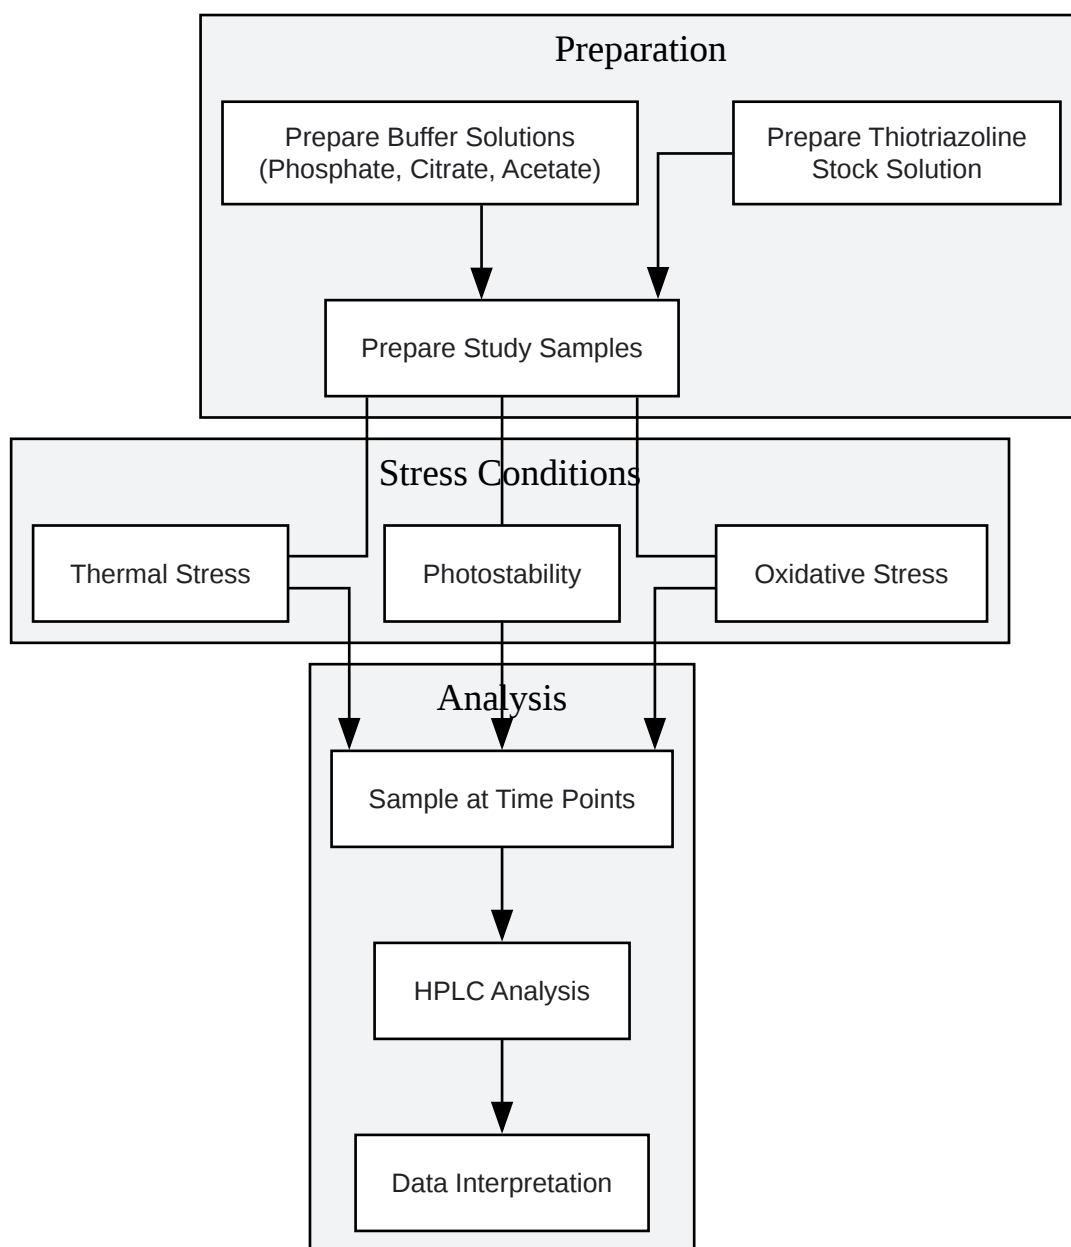 Preparation
Prepare Buffer Solutions
(Phosphate, Citrate, Acetate)
Prepare Thiotriazoline
Stock Solution
Prepare Study Samples
Stress Conditions
Thermal Stress
Photostability
Oxidative Stress
Analysis
Sample at Time Points
HPLC Analysis
Data Interpretation